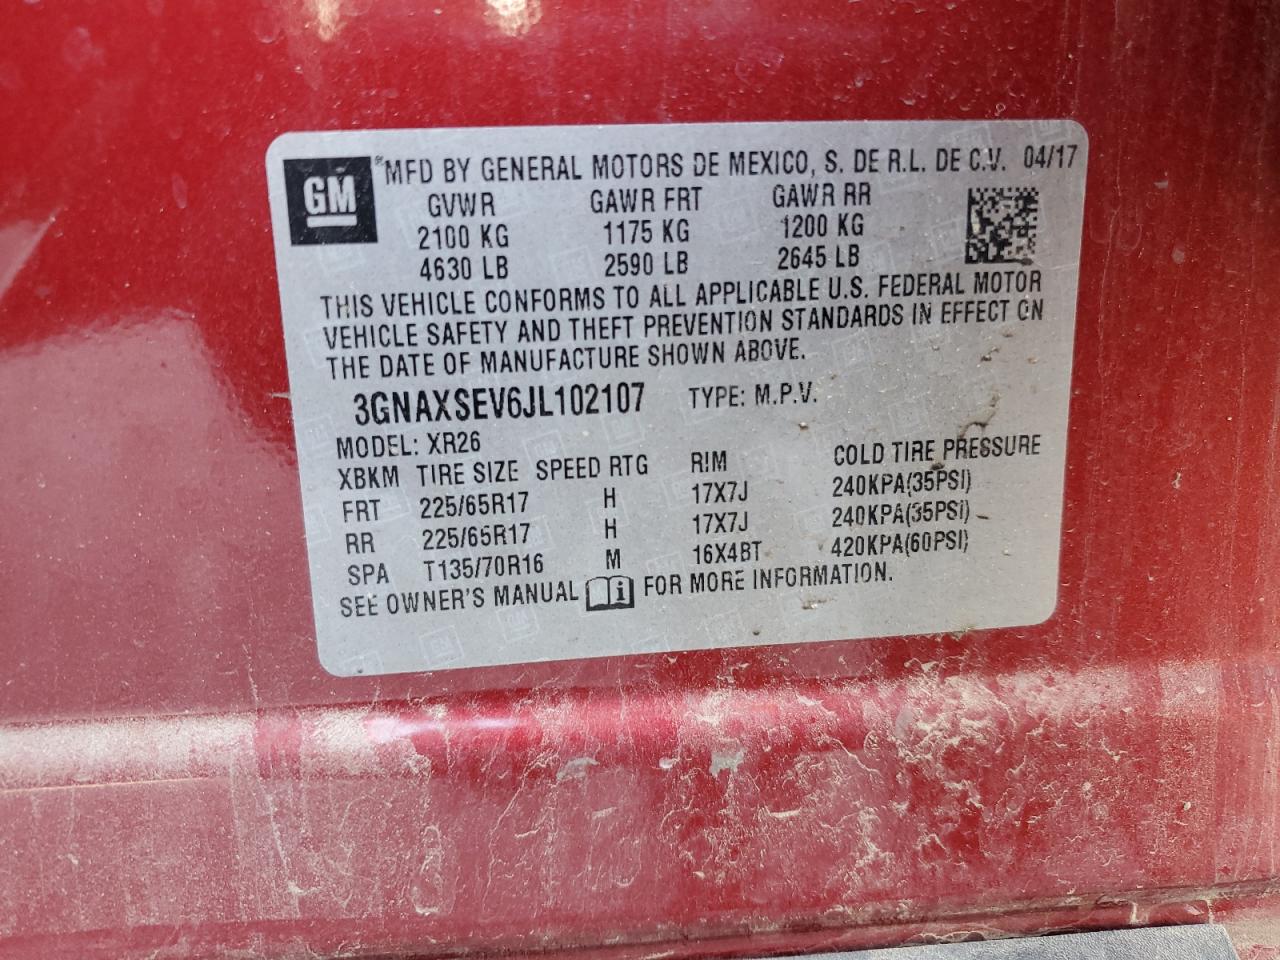 GM
®MFD BY GENERAL MOTORS DE MEXICO, S. DE R.L. DE C.V. 04/17
GVWR GAWR FRT GAWR RR
2100 KG 1175 KG 1200 KG
4630 LB 2590 LB 2645 LB
THIS VEHICLE CONFORMS TO ALL APPLICABLE U.S. FEDERAL MOTOR
VEHICLE SAFETY AND THEFT PREVENTION STANDARDS IN EFFECT ON
THE DATE OF MANUFACTURE SHOWN ABOVE.
3GNAXSEV6JL102107 TYPE: M.P.V.
MODEL: XR26
XBKM TIRE SIZE SPEED RTG RIM COLD TIRE PRESSURE
FRT 225/65R17 H 17X7J 240KPA(35PSI)
RR 225/65R17 H 17X7J 240KPA(35PSI)
SPA T135/70R16 M 16X4BT 420KPA(60PSI)
SEE OWNER'S MANUAL FOR MORE INFORMATION.